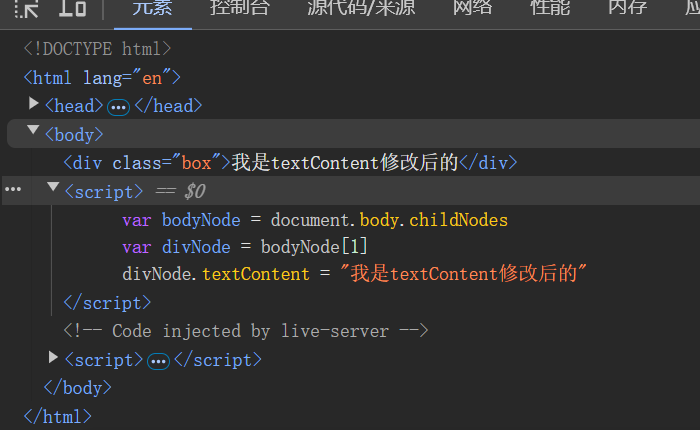 元素 控制台 源代码/来源 网络 性能 内存
<!DOCTYPE html>
<html lang="en">
<head>…</head>
<body>
<div class="box">我是textContent修改后的</div>
… <script> == $0
var bodyNode = document.body.childNodes
var divNode = bodyNode[1]
divNode.textContent = "我是textContent修改后的"
</script>
<!-- Code injected by live-server -->
<script>…</script>
</body>
</html>